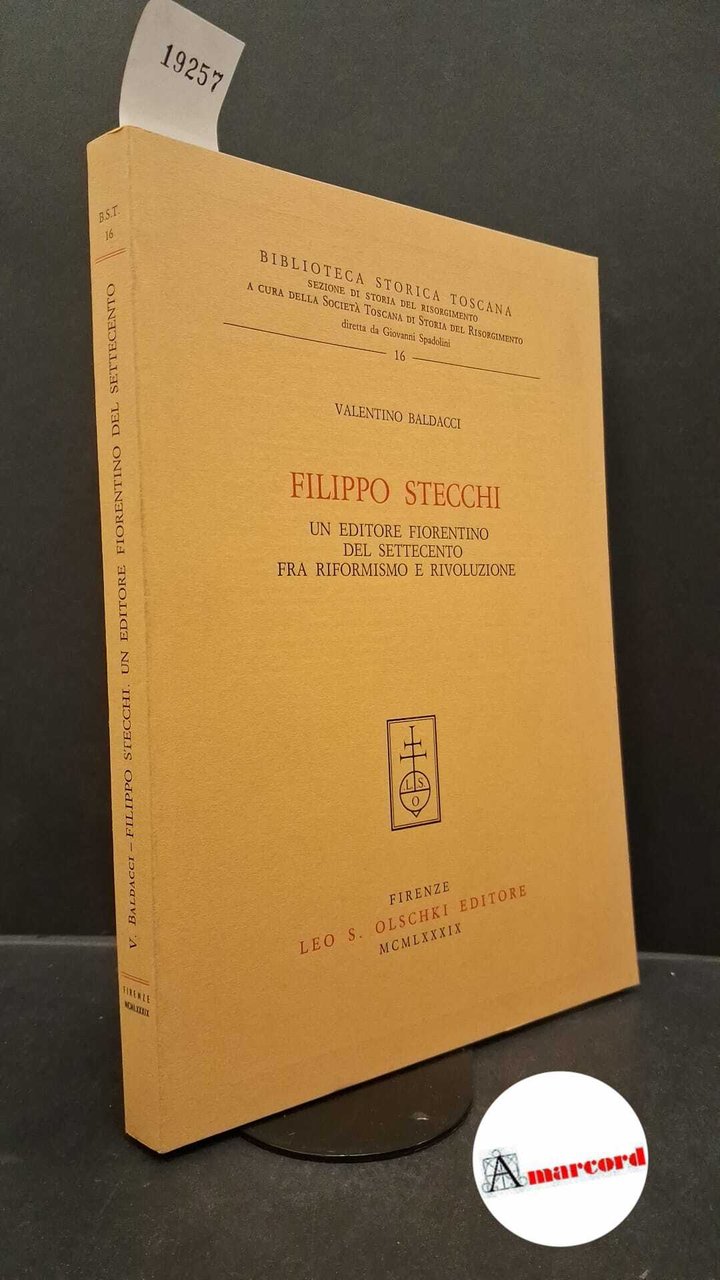 19257
B.S.T.
16
V. BALDACCI – FILIPPO STECCHI. UN EDITORE FIORENTINO DEL SETTECENTO
FIRENZE
MCMLXXXIX
BIBLIOTECA STORICA TOSCANA
SEZIONE DI STORIA DEL RISORGIMENTO
A CURA DELLA SOCIETÀ TOSCANA DI STORIA DEL RISORGIMENTO
diretta da Giovanni Spadolini
16
VALENTINO BALDACCI
FILIPPO STECCHI
UN EDITORE FIORENTINO
DEL SETTECENTO
FRA RIFORMISMO E RIVOLUZIONE
L S
O
FIRENZE
LEO S. OLSCHKI EDITORE
MCMLXXXIX
Amarcord